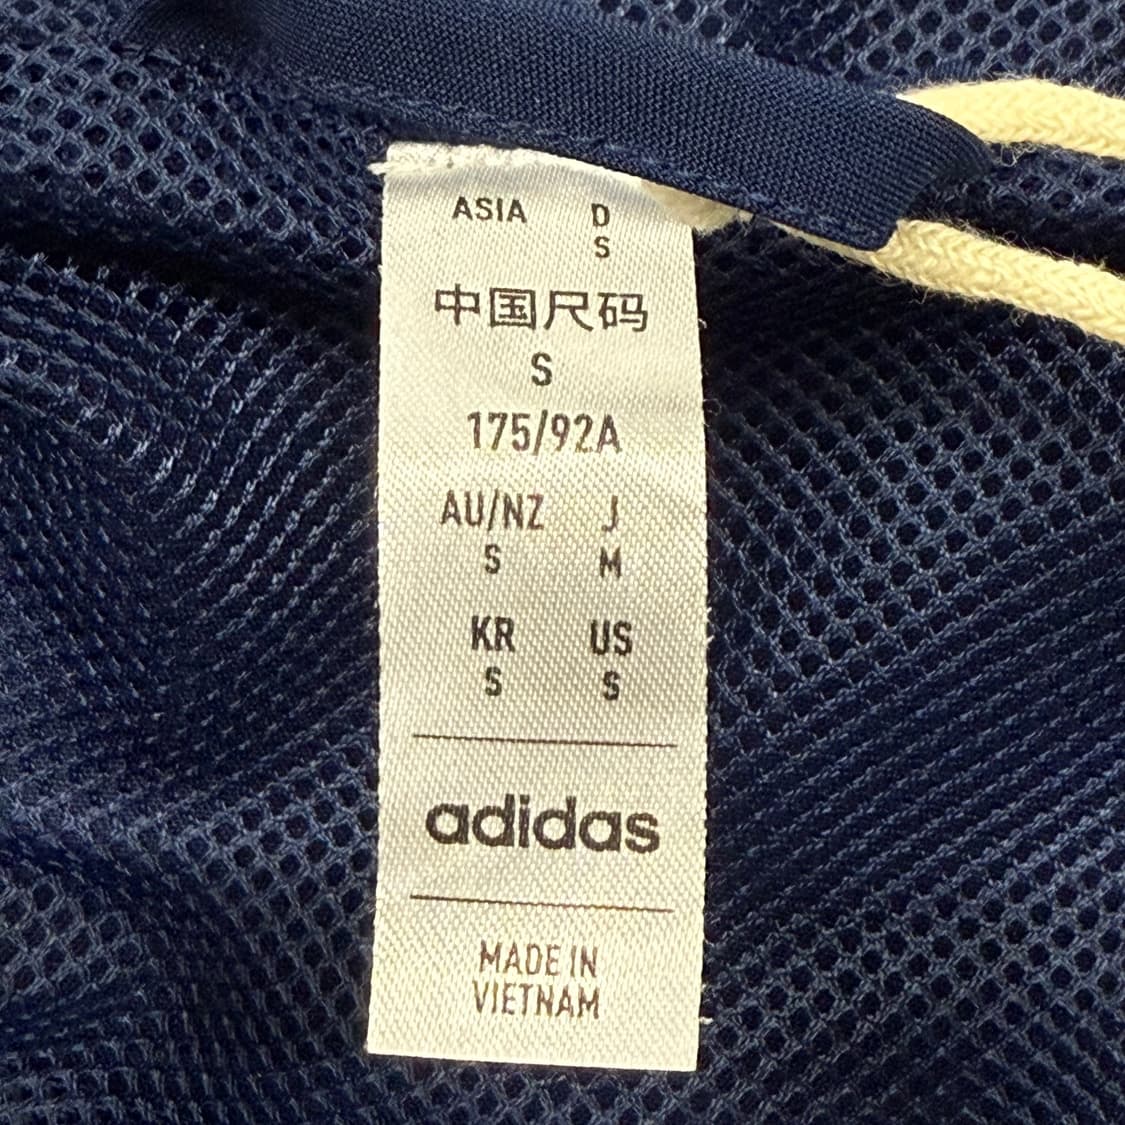 ASIA D
S
中国尺码
S
175/92A
AU/NZ J
S M
KR US
S S
adidas
MADE IN
VIETNAM